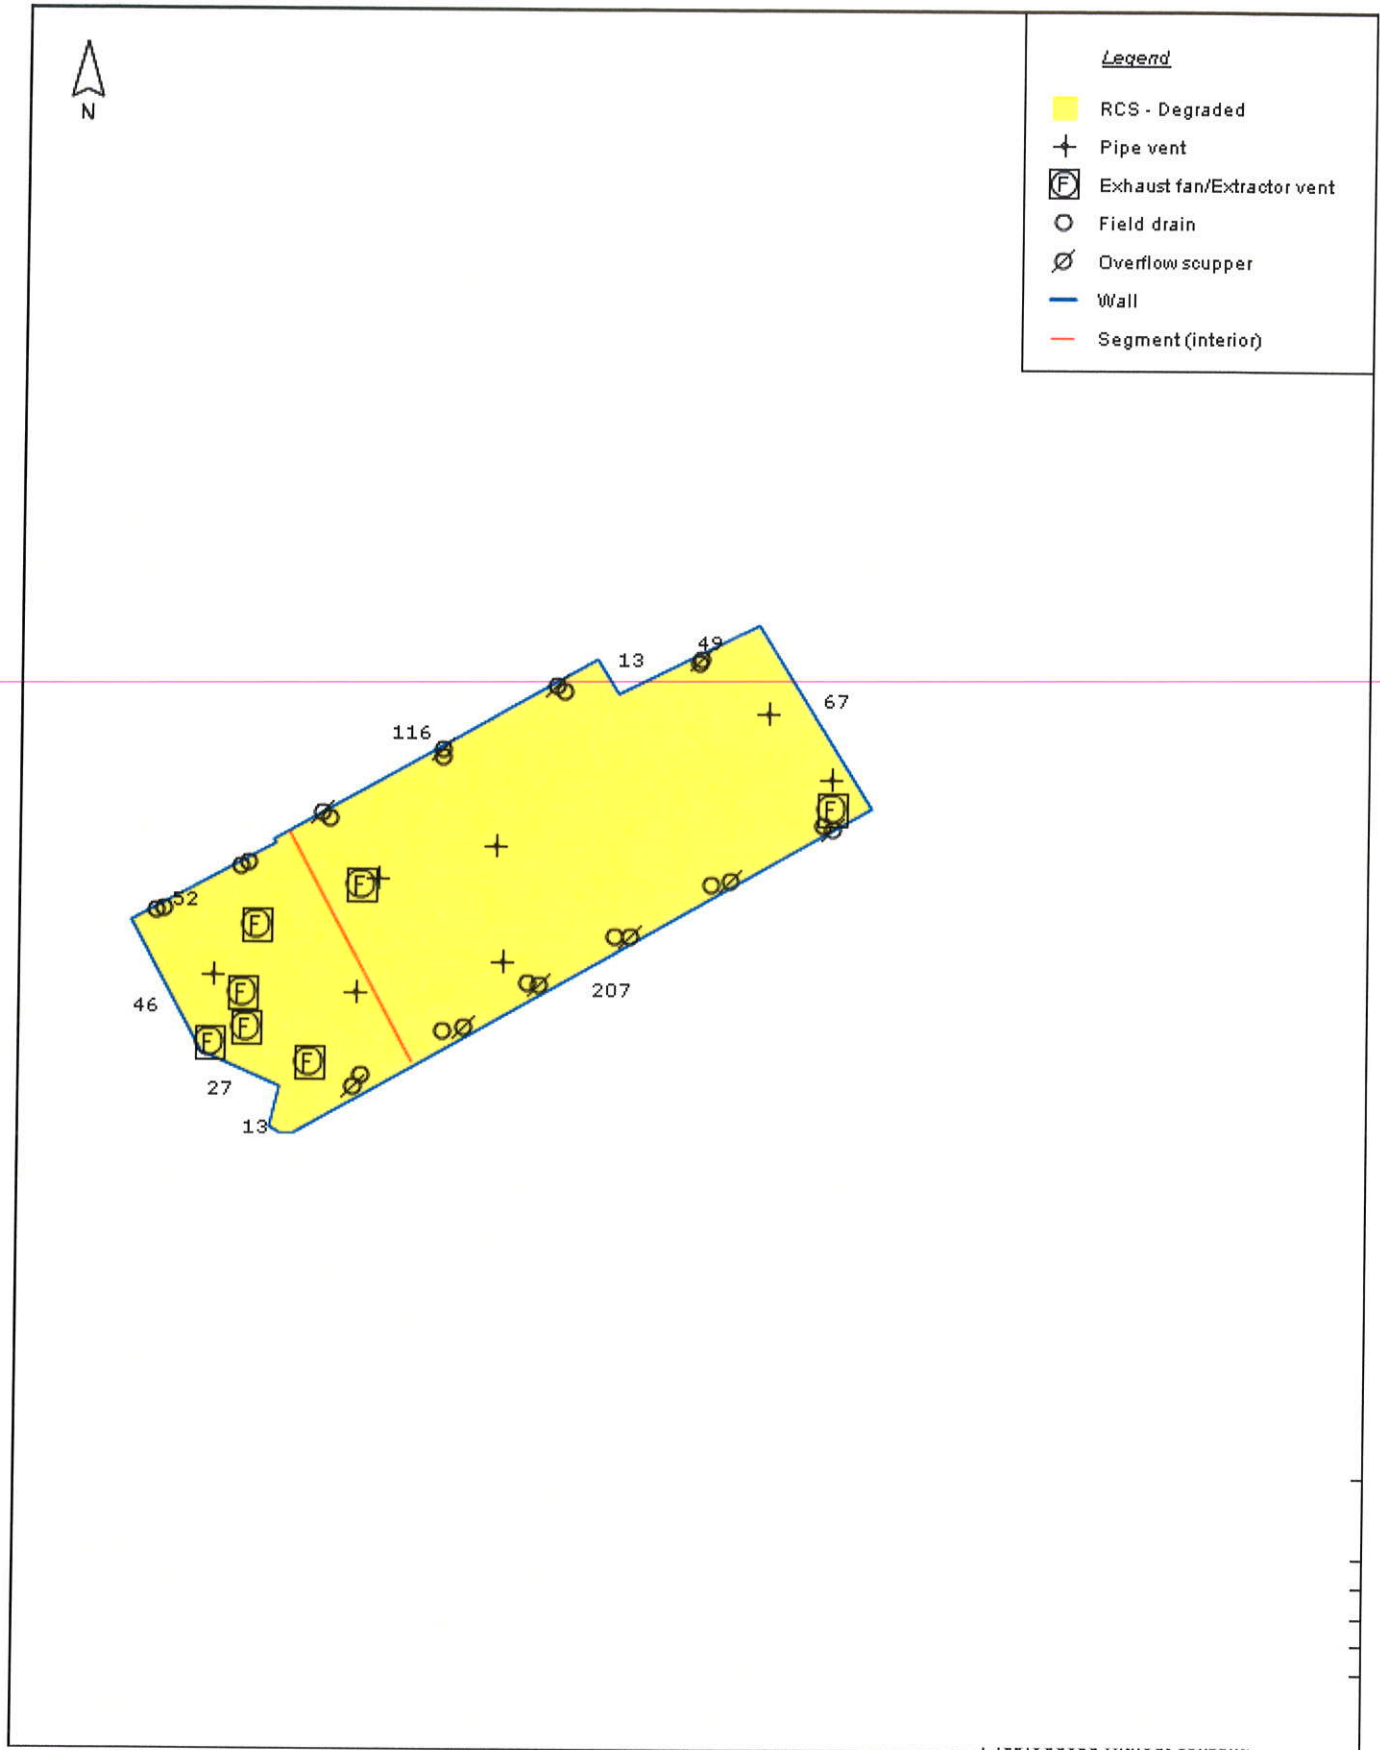 N
Legend
RCS - Degraded
Pipe vent
F Exhaust fan/Extractor vent
Field drain
Overflow scupper
Wall
Segment (interior)
49
13
67
116
F
F
52
F
F
207
46
F
F
F
27
13